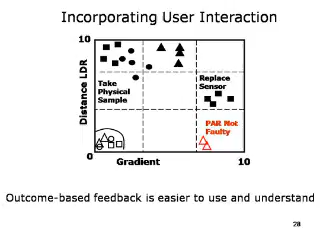 Incorporating User Interaction
10
Distance LDR
Take
Physical
Sample
Replace
Sensor
PAR Not
Faulty
0
Gradient
10
Outcome-based feedback is easier to use and understand
28